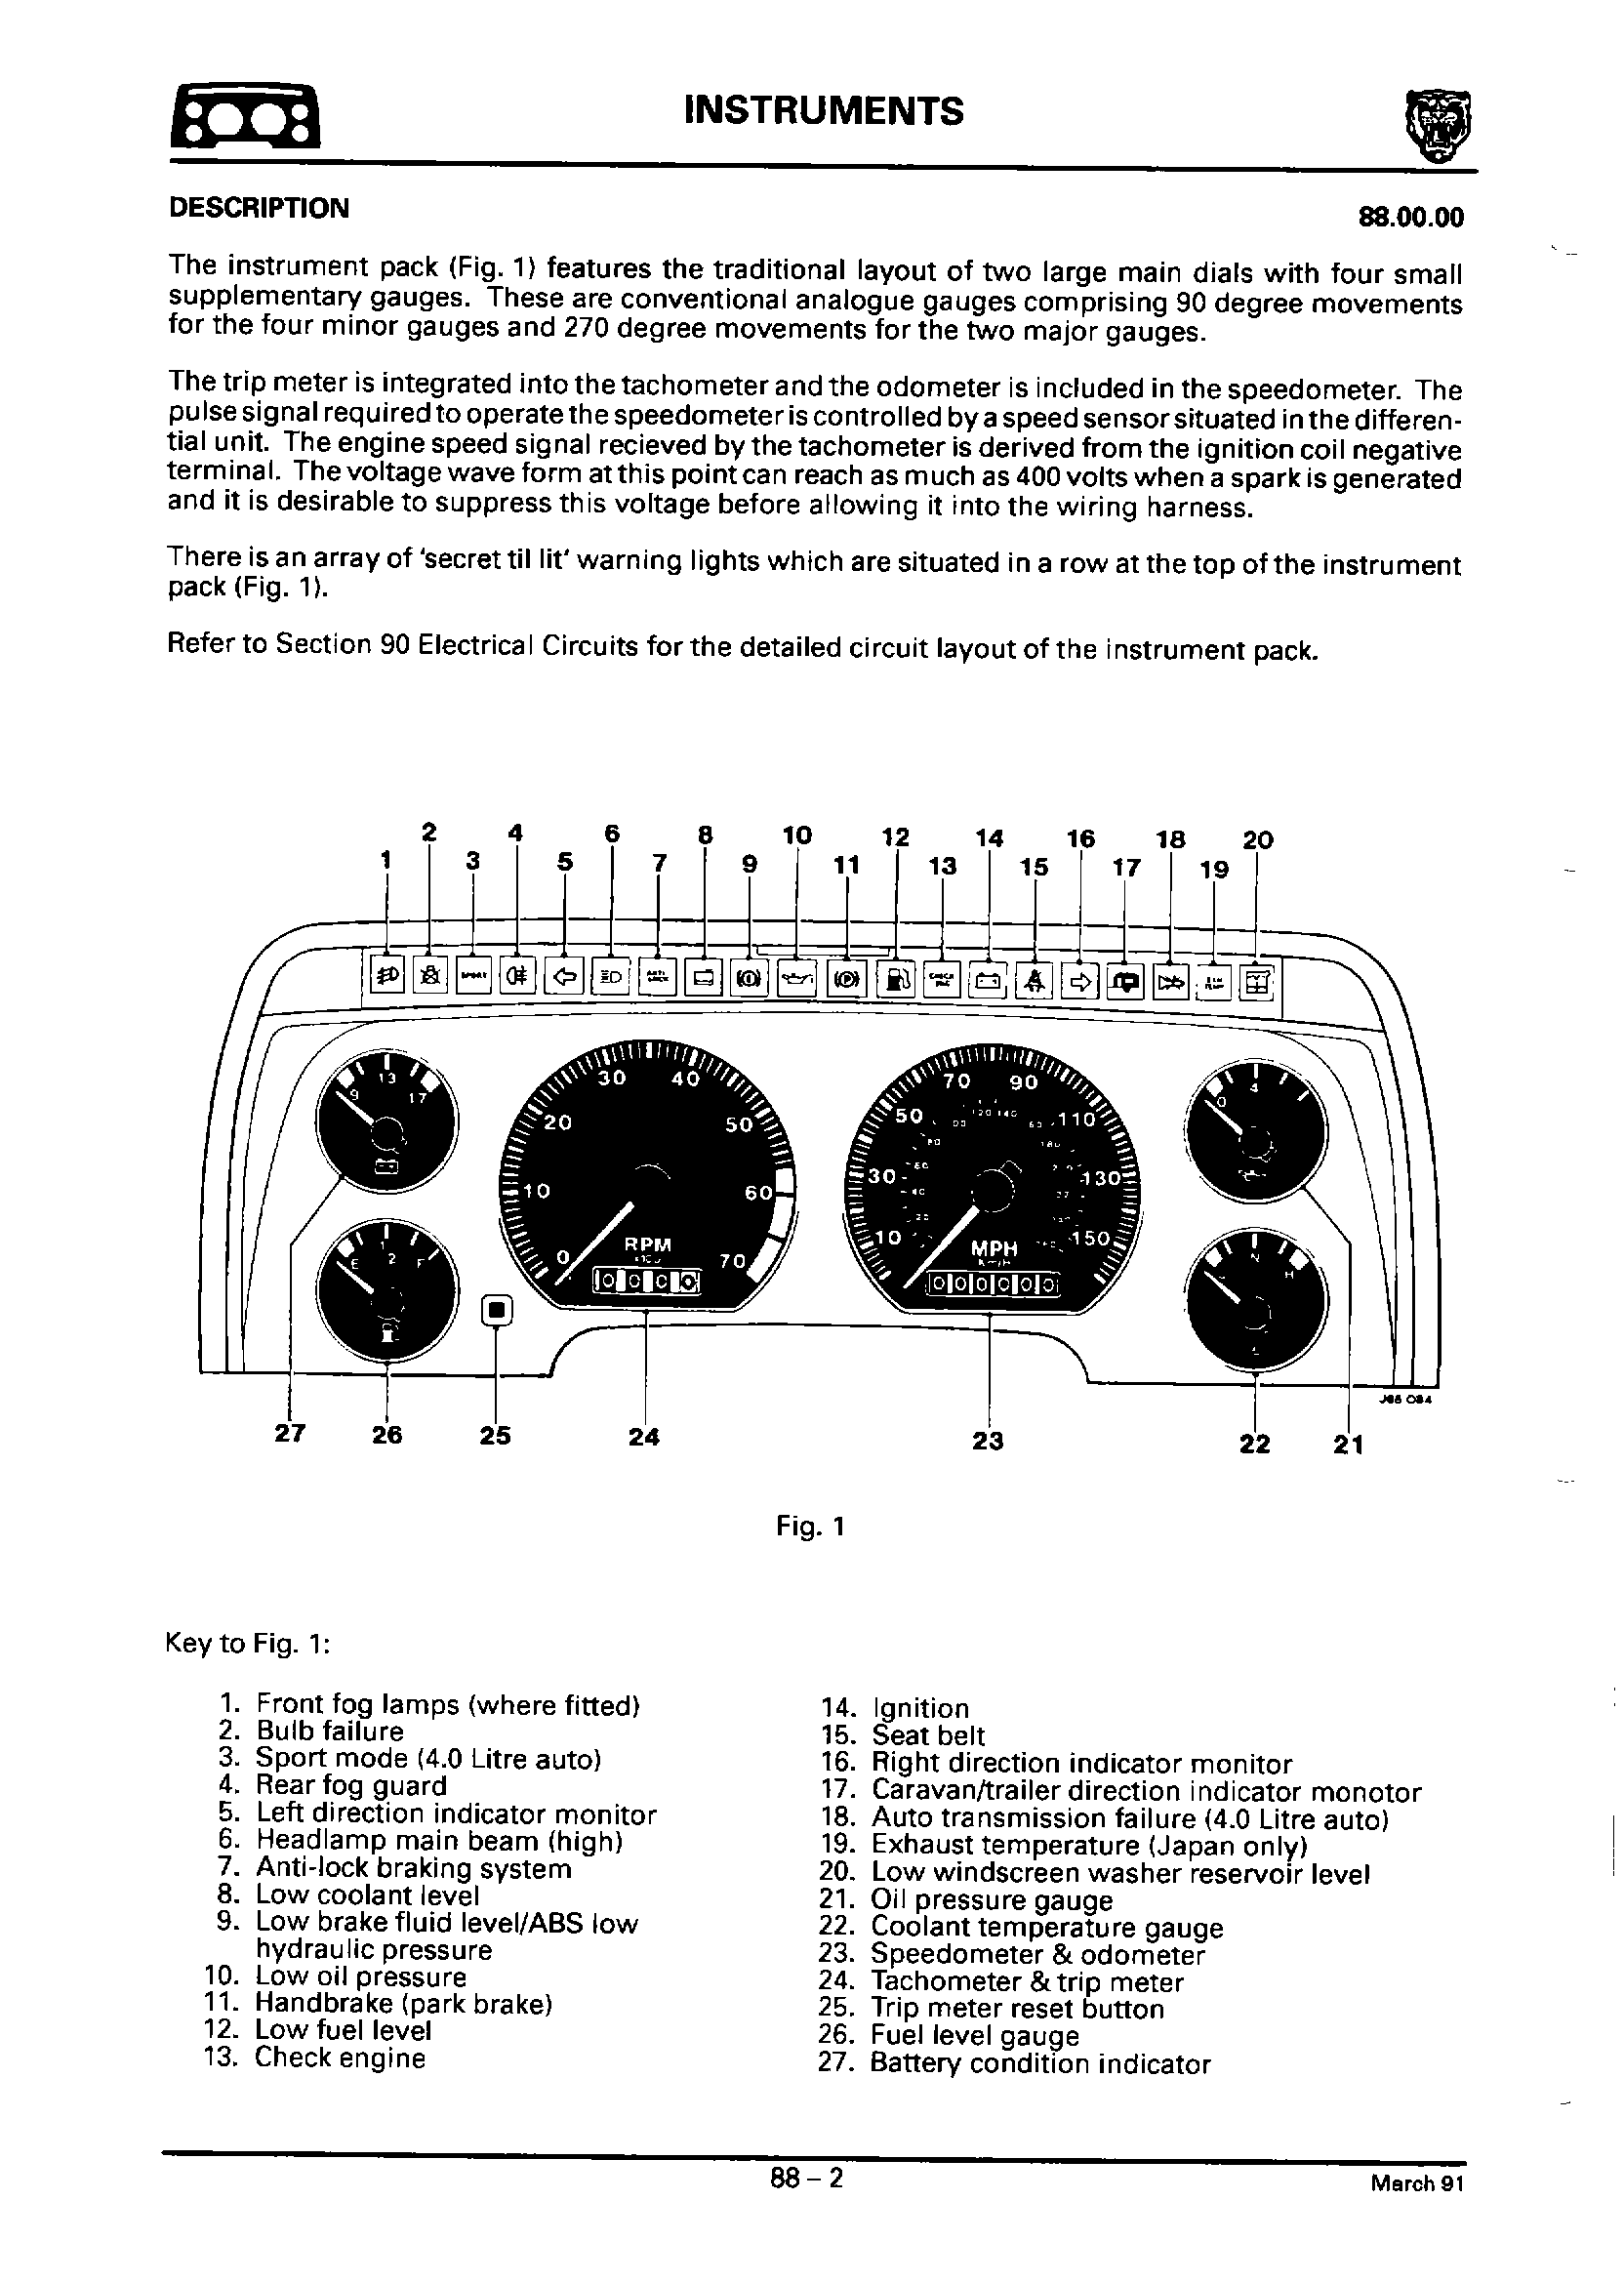 INSTRUMENTS
DESCRIPTION
88.00.00
The instrument pack (Fig. 1) features the traditional layout of two large main dials with four small
supplementary gauges. These are conventional analogue gauges comprising 90 degree movements
for the four minor gauges and 270 degree movements for the two major gauges.
The trip meter is integrated into the tachometer and the odometer is included in the speedometer. The
pulse signal required to operate the speedometer is controlled by a speed sensor situated in the differen-
tial unit. The engine speed signal recieved by the tachometer is derived from the ignition coil negative
terminal. The voltage wave form at this point can reach as much as 400 volts when a spark is generated
and it is desirable to suppress this voltage before allowing it into the wiring harness.
There is an array of 'secret til lit' warning lights which are situated in a row at the top of the instrument
pack (Fig. 1).
Refer to Section 90 Electrical Circuits for the detailed circuit layout of the instrument pack.
2 4 6 8 10 12 14 16 18 20
1 3 5 7 9 11 13 15 17 19
SPORT ANTI LOCK CHECK ENG
9 13 17
0 10 20 30 40 50 60 70
RPM
0 0 0 0
10 30 50 70 90 110 130 150
MPH
0 0 0 0 0 0
0 4
E 1 2 F
N H
J88 084
27 26 25 24 23 22 21
Fig. 1
Key to Fig. 1:
1. Front fog lamps (where fitted)
2. Bulb failure
3. Sport mode (4.0 Litre auto)
4. Rear fog guard
5. Left direction indicator monitor
6. Headlamp main beam (high)
7. Anti-lock braking system
8. Low coolant level
9. Low brake fluid level/ABS low
hydraulic pressure
10. Low oil pressure
11. Handbrake (park brake)
12. Low fuel level
13. Check engine
14. Ignition
15. Seat belt
16. Right direction indicator monitor
17. Caravan/trailer direction indicator monotor
18. Auto transmission failure (4.0 Litre auto)
19. Exhaust temperature (Japan only)
20. Low windscreen washer reservoir level
21. Oil pressure gauge
22. Coolant temperature gauge
23. Speedometer & odometer
24. Tachometer & trip meter
25. Trip meter reset button
26. Fuel level gauge
27. Battery condition indicator
88 – 2
March 91